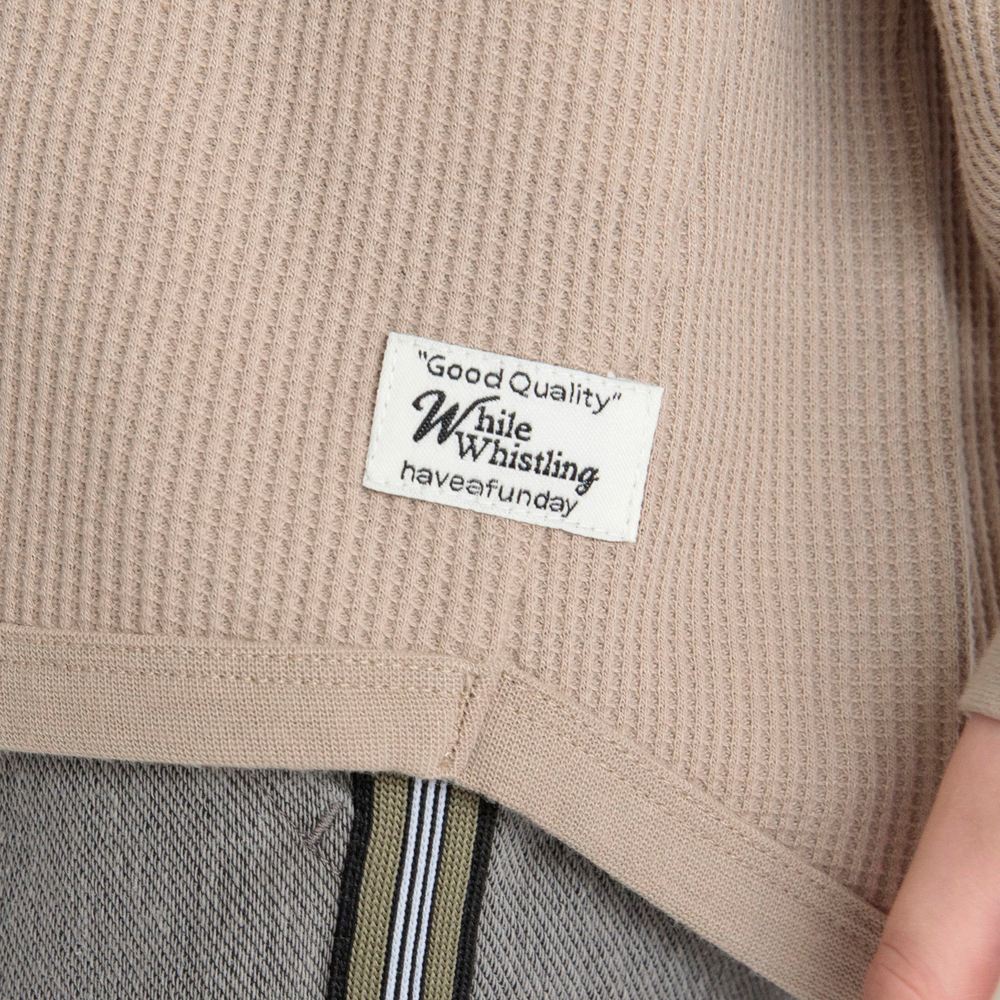 "Good Quality"
While
Whistling
haveafunday